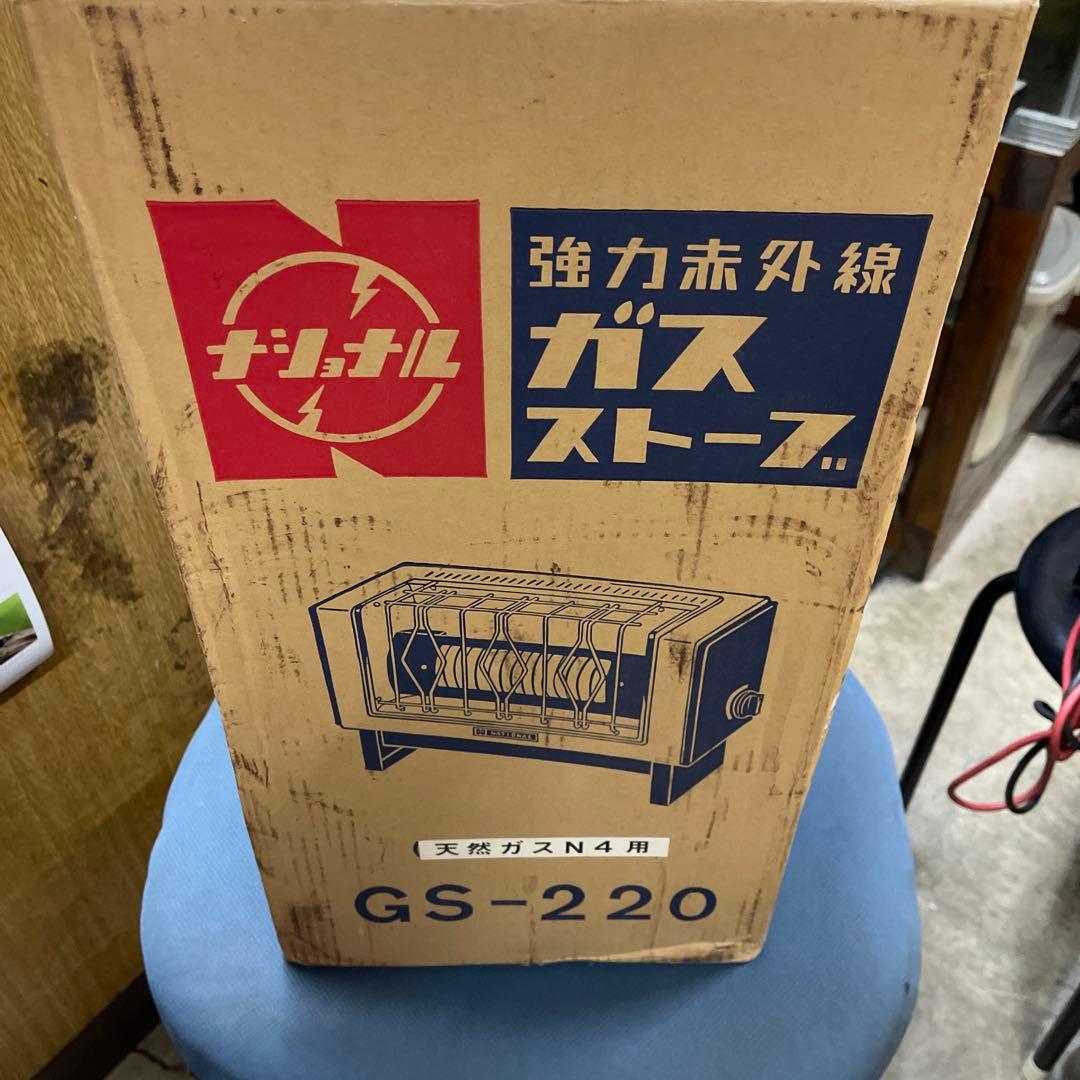 ナショナル
強力赤外線
ガス
ストーブ
NATIONAL
天然ガスN4用
GS-220